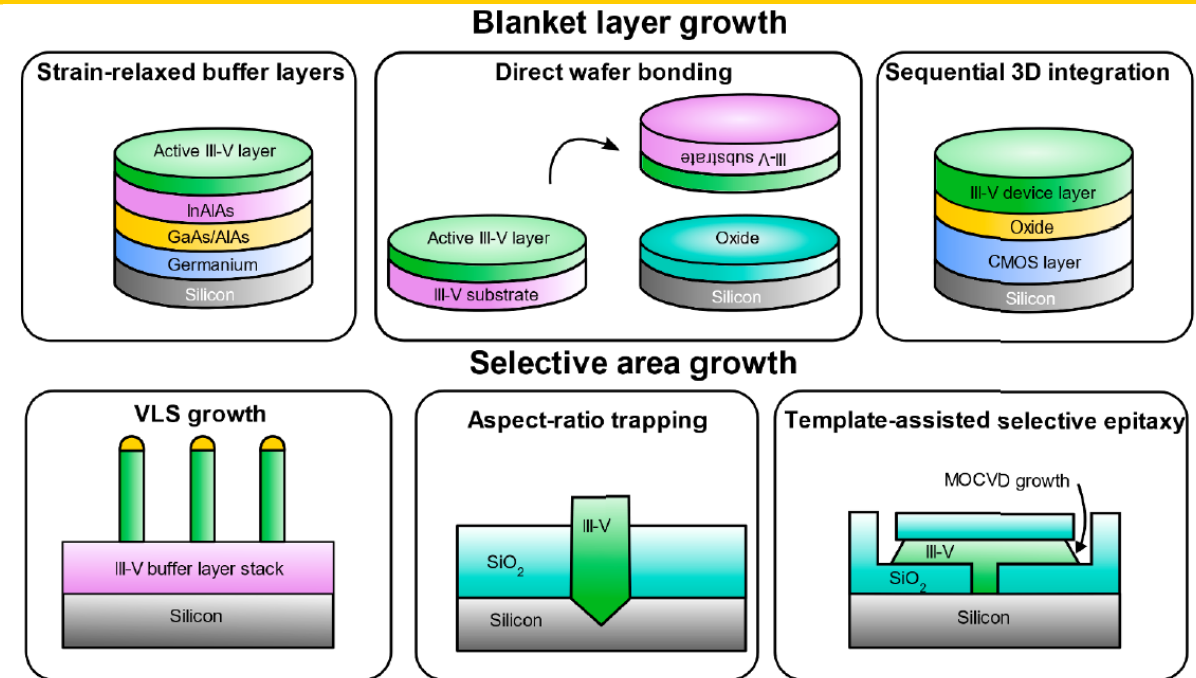 Blanket layer growth
Strain-relaxed buffer layers
Active III-V layer
InAlAs
GaAs/AlAs
Germanium
Silicon
Direct wafer bonding
III-V substrate
Active III-V layer
III-V substrate
Oxide
Silicon
Sequential 3D integration
III-V device layer
Oxide
CMOS layer
Silicon
Selective area growth
VLS growth
III-V buffer layer stack
Silicon
Aspect-ratio trapping
III-V
SiO₂
Silicon
Template-assisted selective epitaxy
MOCVD growth
III-V
SiO₂
Silicon